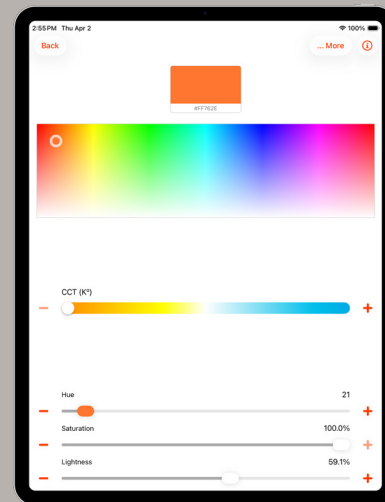 2:55 PM Thu Apr 2 100%
Back ... More
#FF762E
CCT (K°)
Hue 21
Saturation 100.0%
Lightness 59.1%